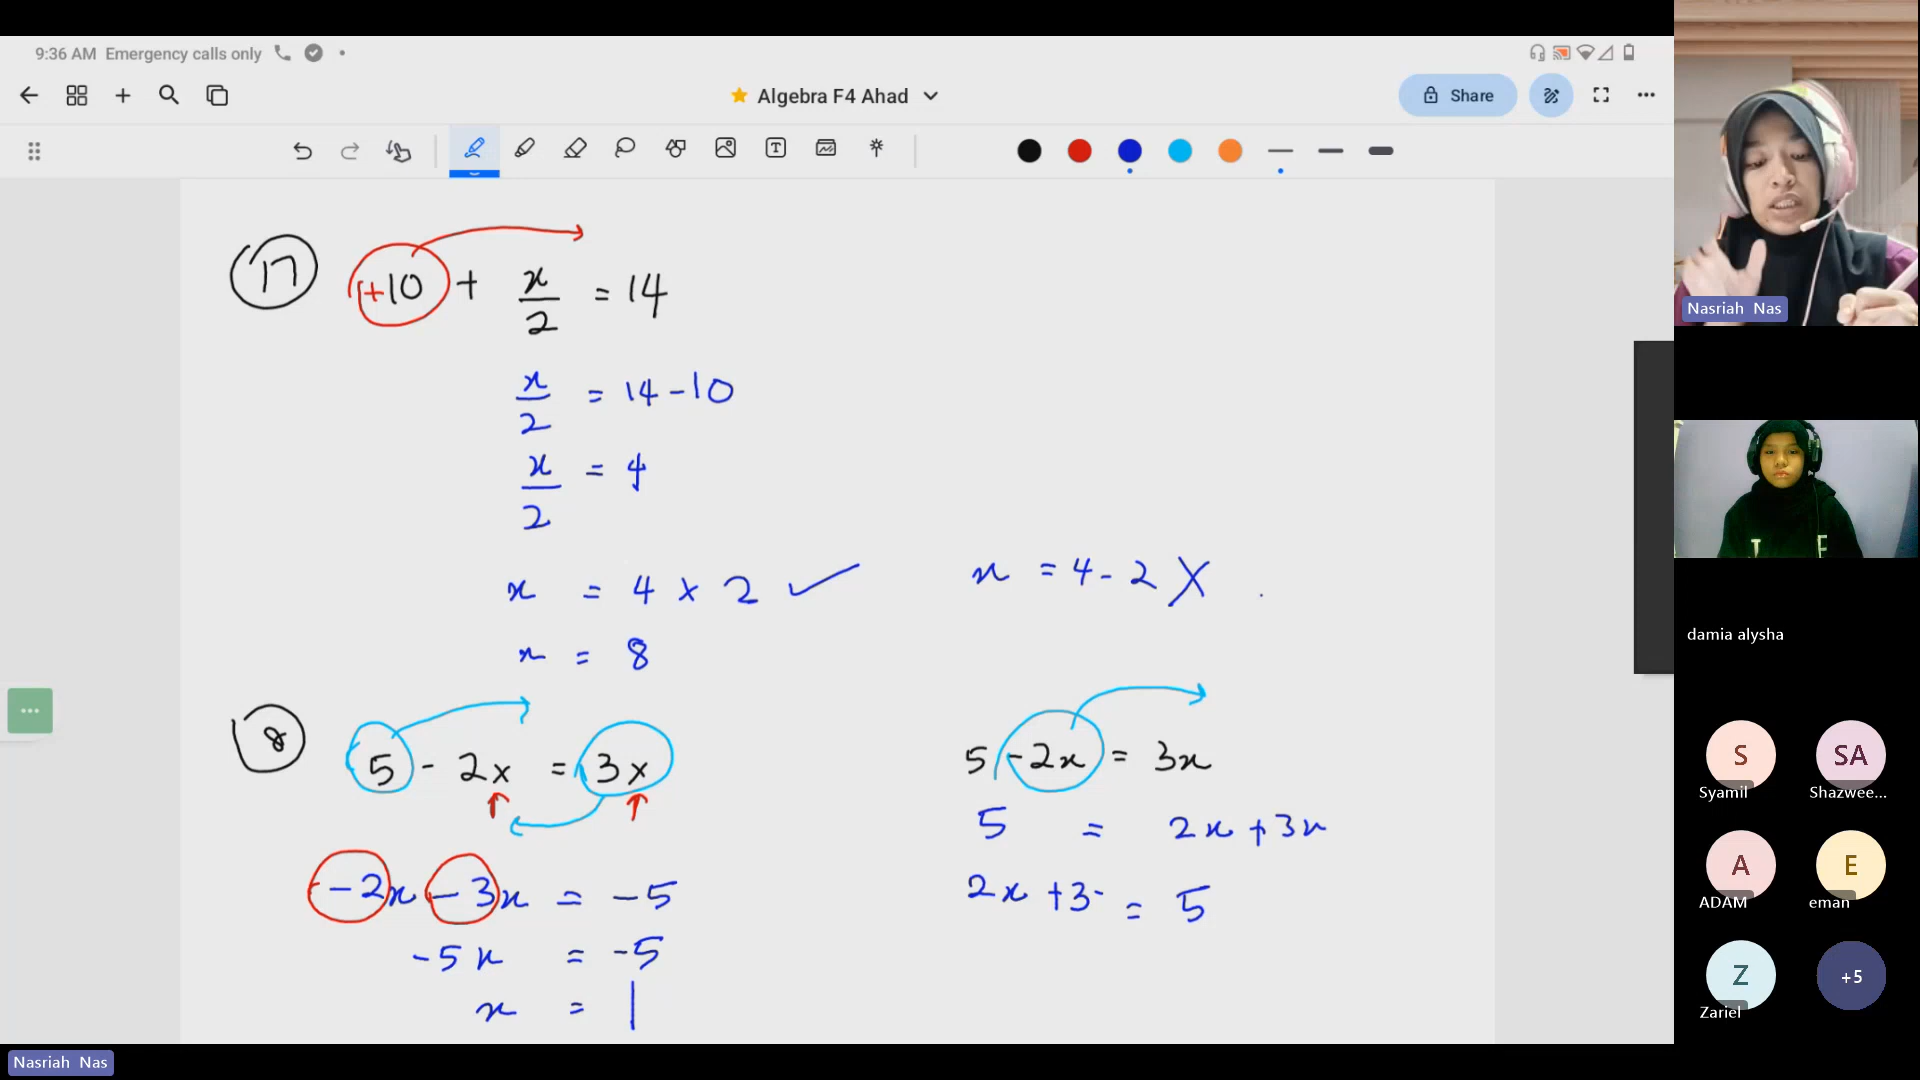 9:36 AM Emergency calls only
Algebra F4 Ahad
Share
17 +10 + x/2 = 14
x/2 = 14 - 10
x/2 = 4
x = 4 × 2 ✓
x = 4 - 2 X
x = 8
8 5 - 2x = 3x
-2x - 3x = -5
-5x = -5
x = 1
5 - 2x = 3x
5 = 2x + 3x
2x + 3- = 5
Nasriah Nas
damia alysha
S
Syamil
SA
Shazwee...
A
ADAM
E
eman
Z
Zariel
+5
Nasriah Nas